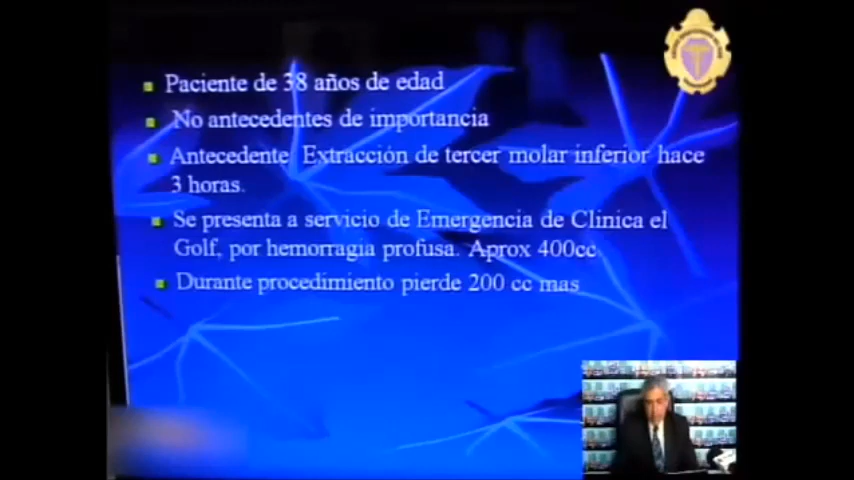 Paciente de 38 años de edad
No antecedentes de importancia
Antecedente Extracción de tercer molar inferior hace
3 horas.
Se presenta a servicio de Emergencia de Clinica el
Golf, por hemorragia profusa. Aprox 400cc
Durante procedimiento pierde 200 cc mas